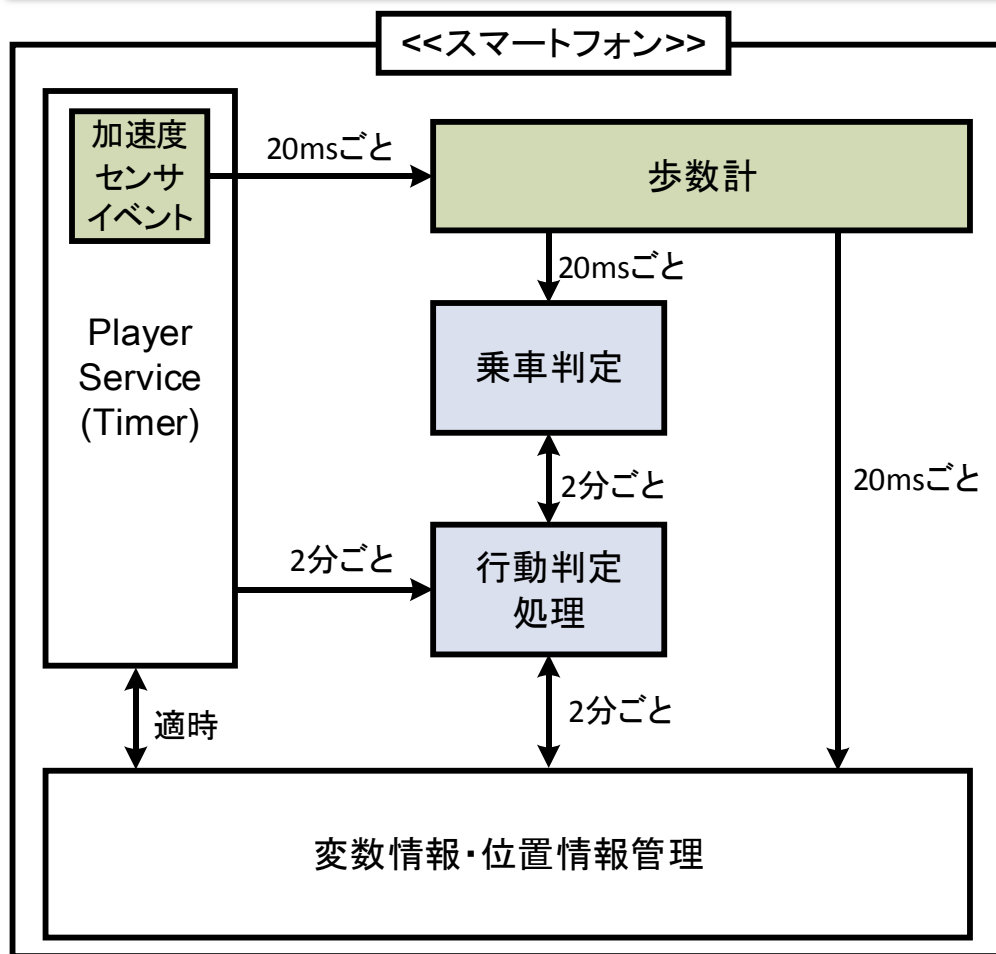 <<スマートフォン>>
加速度
センサ
イベント
20msごと
歩数計
20msごと
Player
Service
(Timer)
乗車判定
2分ごと
20msごと
2分ごと
行動判定
処理
適時
2分ごと
変数情報・位置情報管理